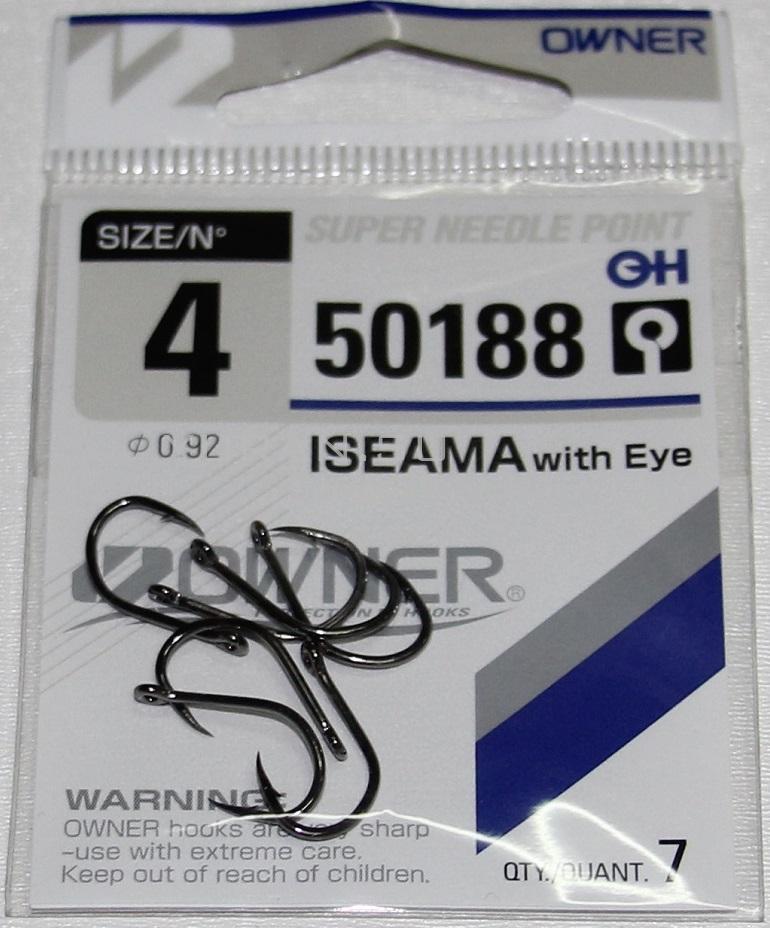 OWNER
SIZE/N°
SUPER NEEDLE POINT
4
50188
φ 0.92
ISEAMA with Eye
OWNER®
HOOKS
WARNING:
OWNER hooks are very sharp
-use with extreme care.
Keep out of reach of children.
QTY./QUANT. 7